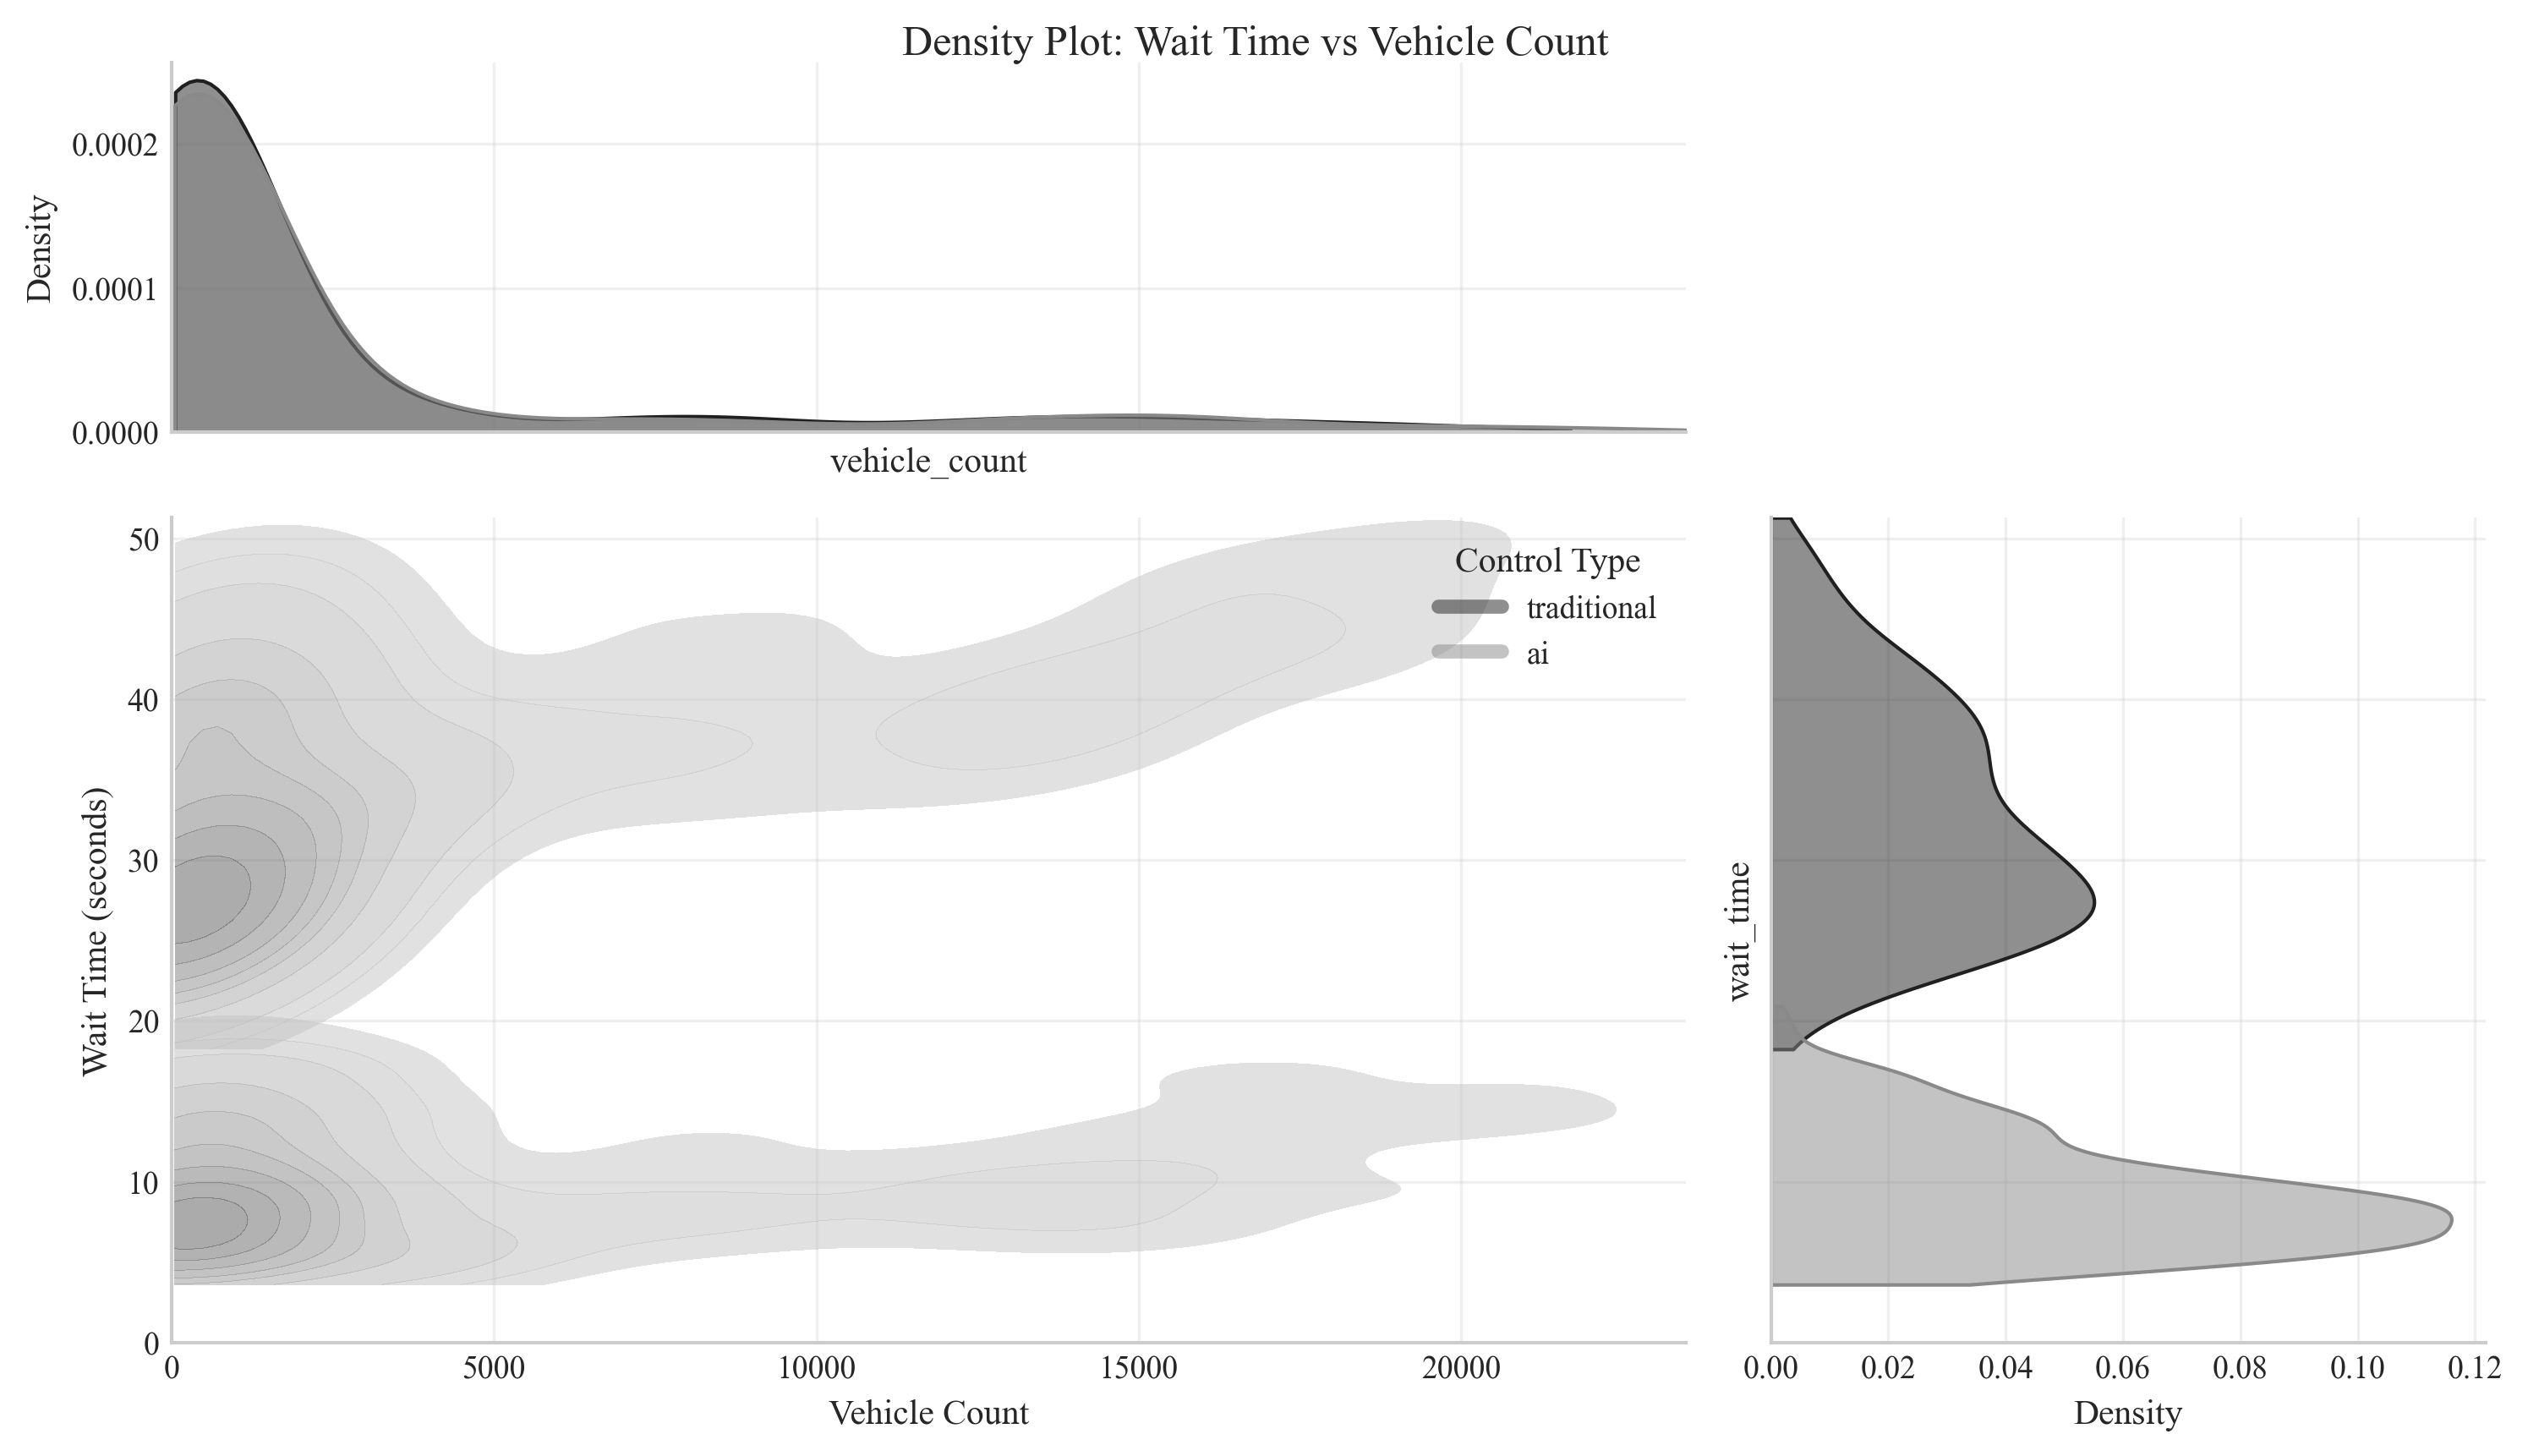 Density Plot: Wait Time vs Vehicle Count
Density
0.0002
0.0001
0.0000
vehicle_count
Wait Time (seconds)
50
40
30
20
10
0
0 5000 10000 15000 20000
Vehicle Count
Control Type
traditional
ai
wait_time
0.00 0.02 0.04 0.06 0.08 0.10 0.12
Density